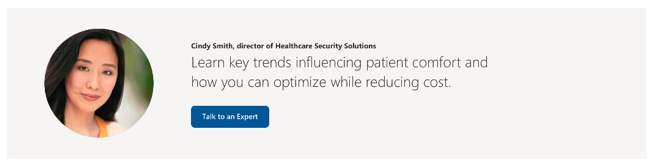 Cindy Smith, director of Healthcare Security Solutions
Learn key trends influencing patient comfort and
how you can optimize while reducing cost.
Talk to an Expert